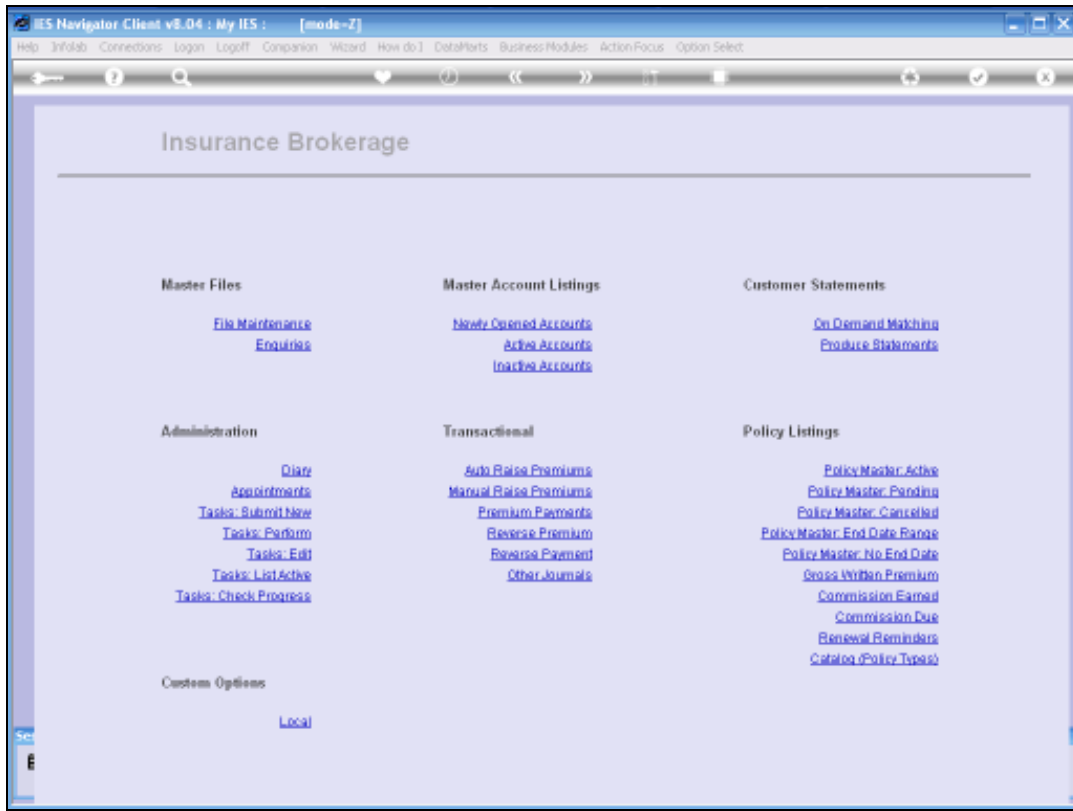 IES Navigator Client v8.04 : My IES : [mode=Z]
Help Infolab Connections Logon Logoff Companion Wizard How do I DataMarts Business Modules Action Focus Option Select
Insurance Brokerage
Master Files
File Maintenance
Enquiries
Master Account Listings
Newly Opened Accounts
Active Accounts
Inactive Accounts
Customer Statements
On Demand Matching
Produce Statements
Administration
Diary
Appointments
Tasks: Submit New
Tasks: Perform
Tasks: Edit
Tasks: List Active
Tasks: Check Progress
Transactional
Auto Raise Premiums
Manual Raise Premiums
Premium Payments
Reverse Premium
Reverse Payment
Other Journals
Policy Listings
Policy Master: Active
Policy Master: Pending
Policy Master: Cancelled
Policy Master: End Date Range
Policy Master: No End Date
Gross Written Premium
Commission Earned
Commission Due
Renewal Reminders
Catalog (Policy Types)
Custom Options
Local